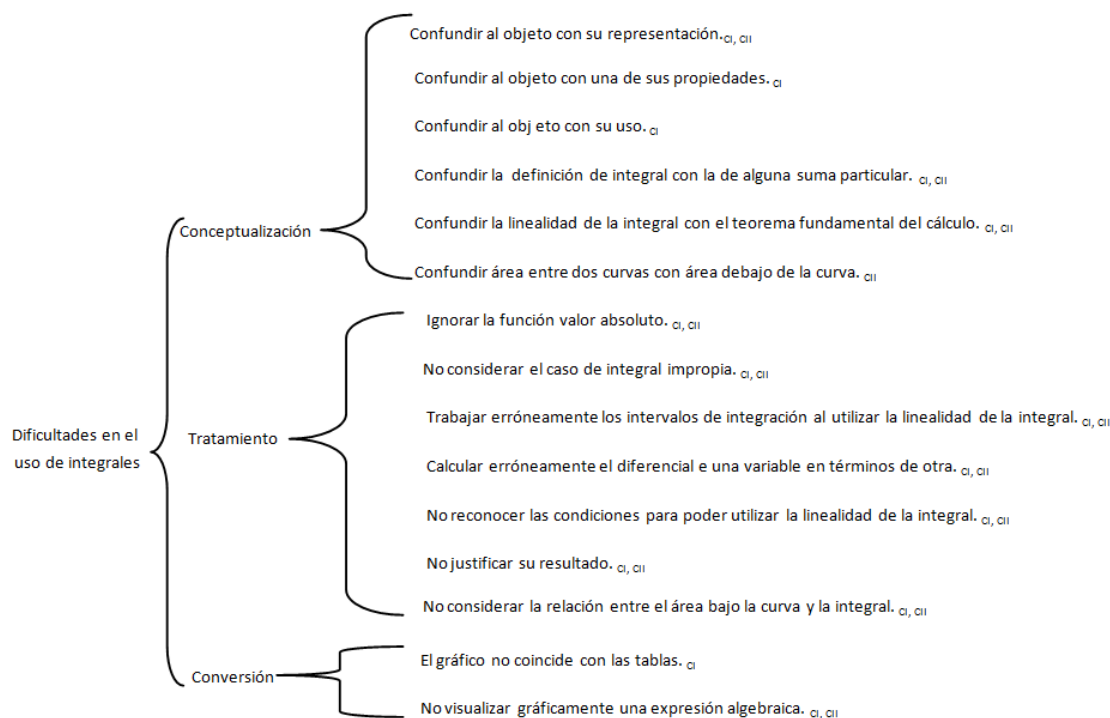 Confundir al objeto con su representación. CI, CII
Confundir al objeto con una de sus propiedades. CI
Confundir al obj eto con su uso. CI
Confundir la definición de integral con la de alguna suma particular. CI, CII
Conceptualización
Confundir la linealidad de la integral con el teorema fundamental del cálculo. CI, CII
Confundir área entre dos curvas con área debajo de la curva. CII
Ignorar la función valor absoluto. CI, CII
No considerar el caso de integral impropia. CI, CII
Trabajar erróneamente los intervalos de integración al utilizar la linealidad de la integral. CI, CII
Dificultades en el
uso de integrales
Tratamiento
Calcular erróneamente el diferencial e una variable en términos de otra. CI, CII
No reconocer las condiciones para poder utilizar la linealidad de la integral. CI, CII
No justificar su resultado. CI, CII
No considerar la relación entre el área bajo la curva y la integral. CI, CII
Conversión
El gráfico no coincide con las tablas. CI
No visualizar gráficamente una expresión algebraica. CI, CII